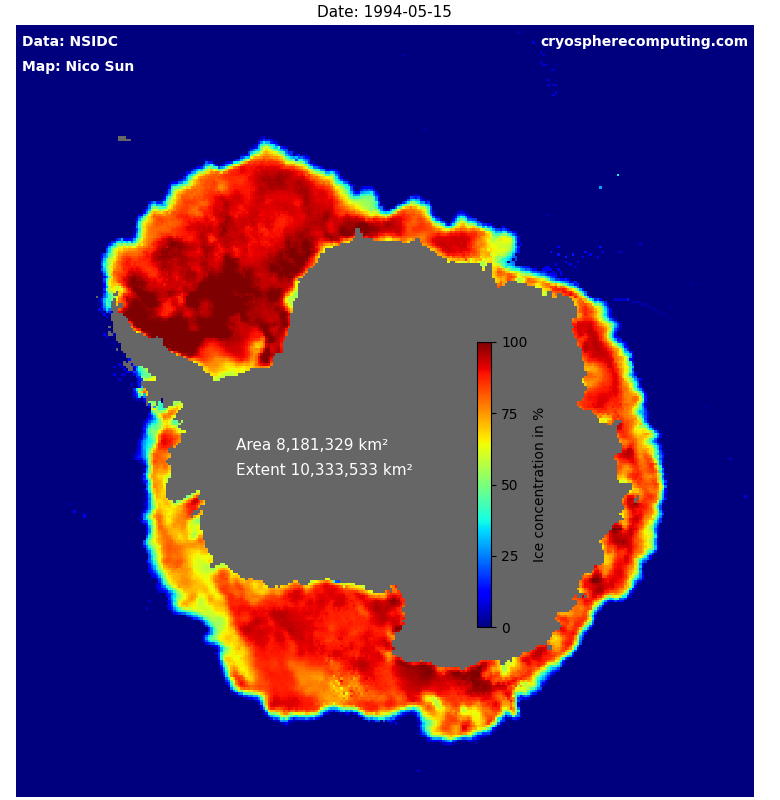 Date: 1994-05-15
Data: NSIDC
cryospherecomputing.com
Map: Nico Sun
Area 8,181,329 km²
Extent 10,333,533 km²
100
75
50
25
0
Ice concentration in %